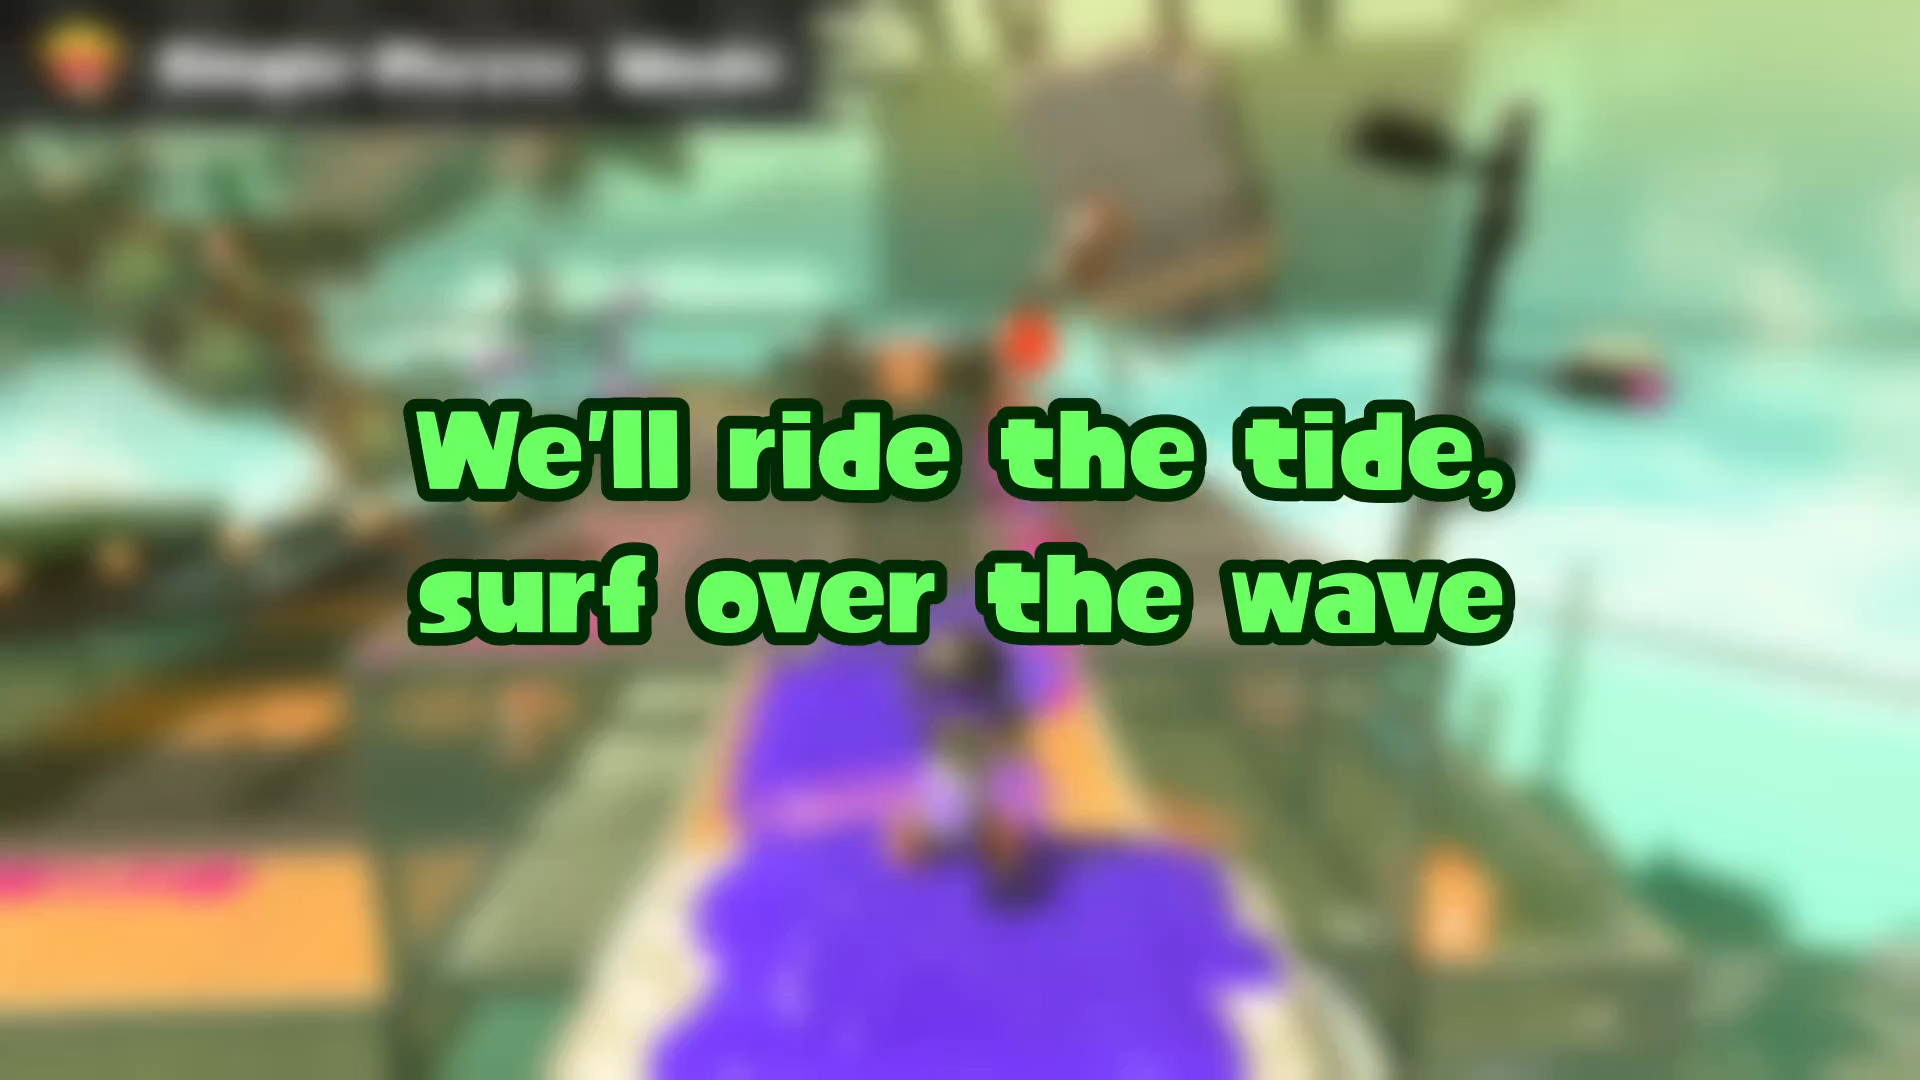 We'll ride the tide,
surf over the wave